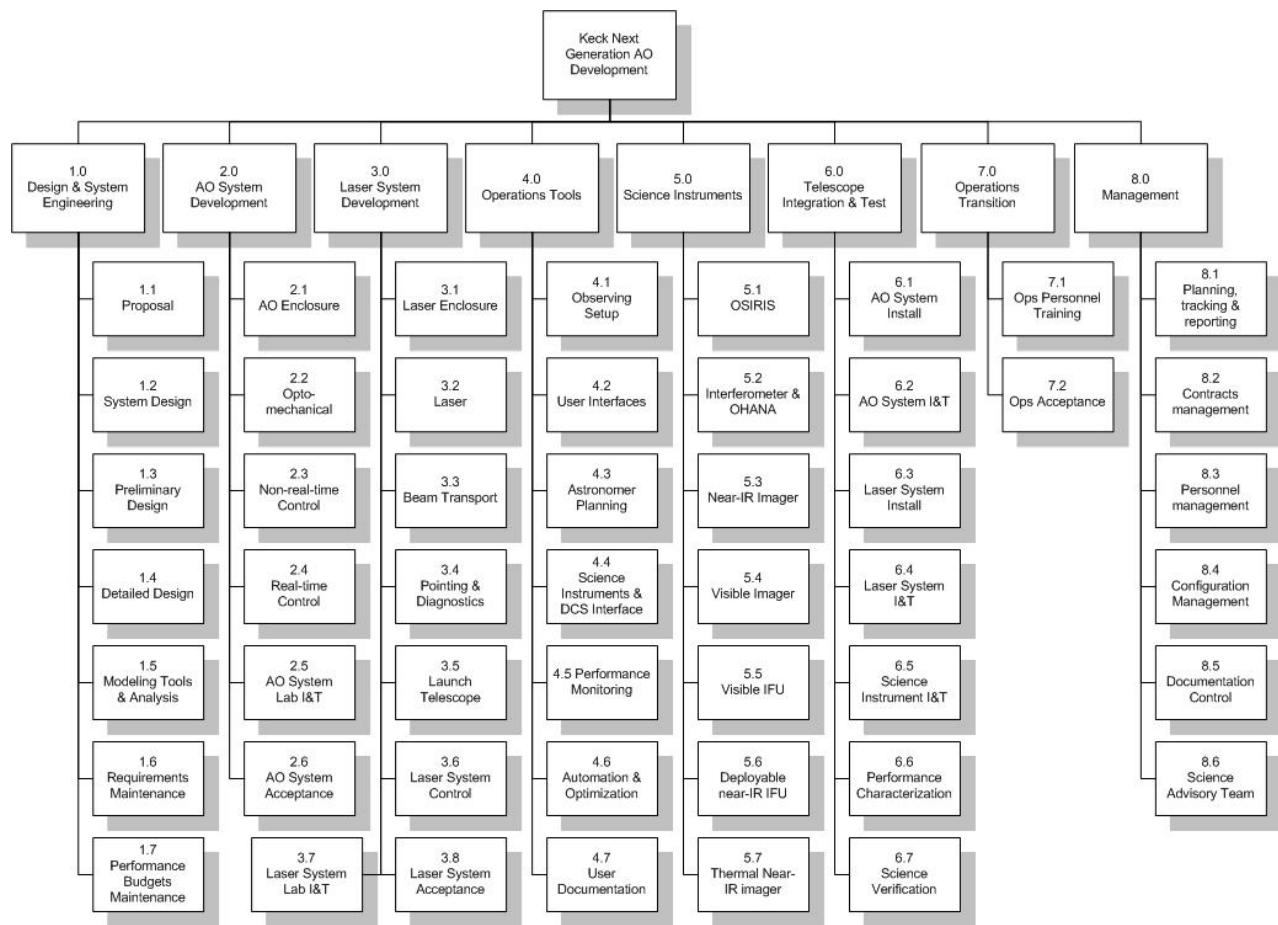 Keck Next
Generation AO
Development
1.0
Design & System
Engineering
2.0
AO System
Development
3.0
Laser System
Development
4.0
Operations Tools
5.0
Science Instruments
6.0
Telescope
Integration & Test
7.0
Operations
Transition
8.0
Management
1.1
Proposal
1.2
System Design
1.3
Preliminary
Design
1.4
Detailed Design
1.5
Modeling Tools
& Analysis
1.6
Requirements
Maintenance
1.7
Performance
Budgets
Maintenance
2.1
AO Enclosure
2.2
Opto-
mechanical
2.3
Non-real-time
Control
2.4
Real-time
Control
2.5
AO System
Lab I&T
2.6
AO System
Acceptance
3.1
Laser Enclosure
3.2
Laser
3.3
Beam Transport
3.4
Pointing &
Diagnostics
3.5
Launch
Telescope
3.6
Laser System
Control
3.7
Laser System
Lab I&T
3.8
Laser System
Acceptance
4.1
Observing
Setup
4.2
User Interfaces
4.3
Astronomer
Planning
4.4
Science
Instruments &
DCS Interface
4.5 Performance
Monitoring
4.6
Automation &
Optimization
4.7
User
Documentation
5.1
OSIRIS
5.2
Interferometer &
OHANA
5.3
Near-IR Imager
5.4
Visible Imager
5.5
Visible IFU
5.6
Deployable
near-IR IFU
5.7
Thermal Near-
IR imager
6.1
AO System
Install
6.2
AO System I&T
6.3
Laser System
Install
6.4
Laser System
I&T
6.5
Science
Instrument I&T
6.6
Performance
Characterization
6.7
Science
Verification
7.1
Ops Personnel
Training
7.2
Ops Acceptance
8.1
Planning,
tracking &
reporting
8.2
Contracts
management
8.3
Personnel
management
8.4
Configuration
Management
8.5
Documentation
Control
8.6
Science
Advisory Team